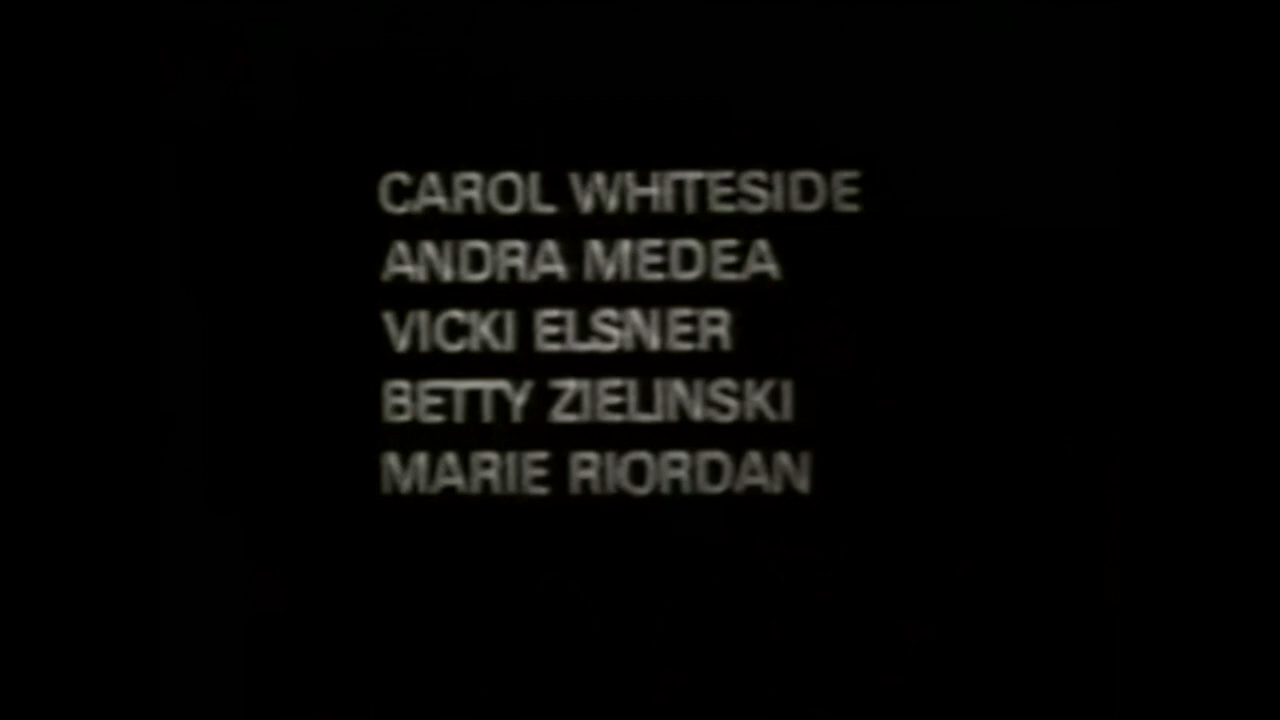 CAROL WHITESIDE
ANDRA MEDEA
VICKI ELSNER
BETTY ZIELINSKI
MARIE RIORDAN